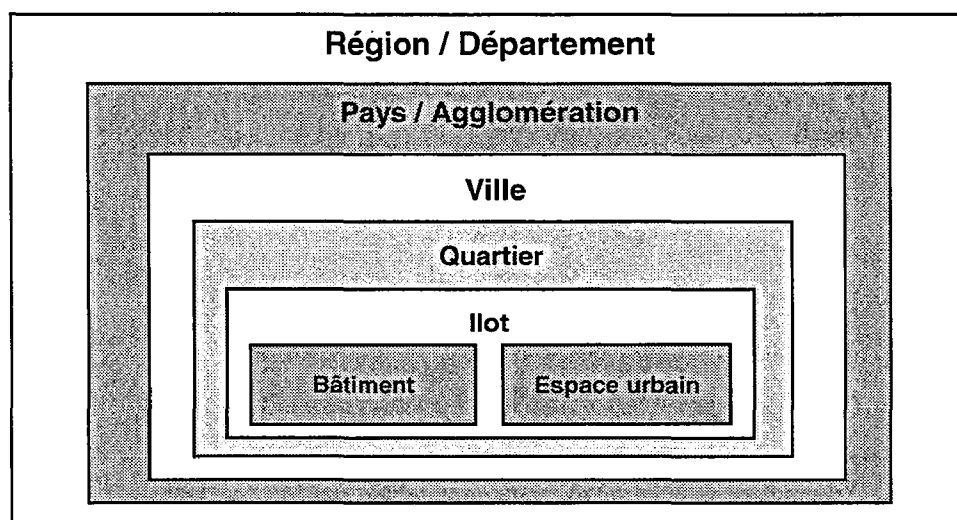 Région / Département
Pays / Agglomération
Ville
Quartier
Ilot
Bâtiment
Espace urbain